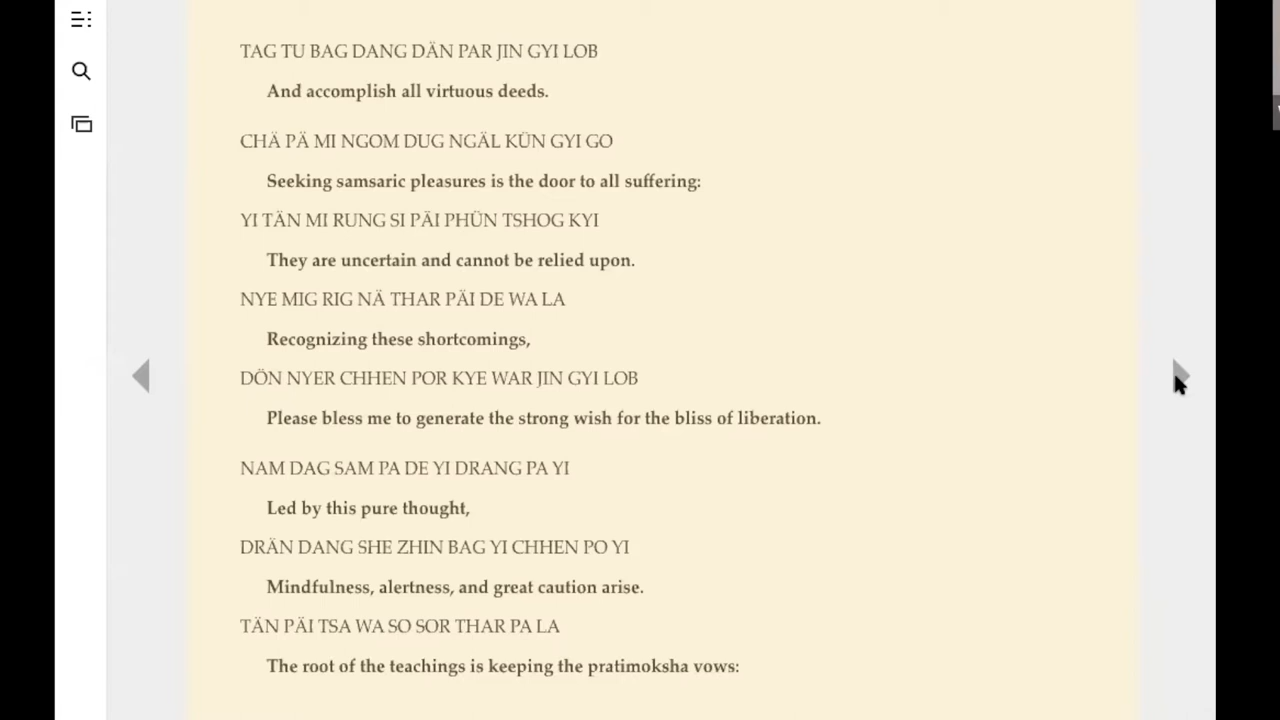 TAG TU BAG DANG DÄN PAR JIN GYI LOB
And accomplish all virtuous deeds.
CHÄ PÄ MI NGOM DUG NGÄL KÜN GYI GO
Seeking samsaric pleasures is the door to all suffering:
YI TÄN MI RUNG SI PÄI PHÜN TSHOG KYI
They are uncertain and cannot be relied upon.
NYE MIG RIG NÄ THAR PÄI DE WA LA
Recognizing these shortcomings,
DÖN NYER CHHEN POR KYE WAR JIN GYI LOB
Please bless me to generate the strong wish for the bliss of liberation.
NAM DAG SAM PA DE YI DRANG PA YI
Led by this pure thought,
DRÄN DANG SHE ZHIN BAG YI CHHEN PO YI
Mindfulness, alertness, and great caution arise.
TÄN PÄI TSA WA SO SOR THAR PA LA
The root of the teachings is keeping the pratimoksha vows: